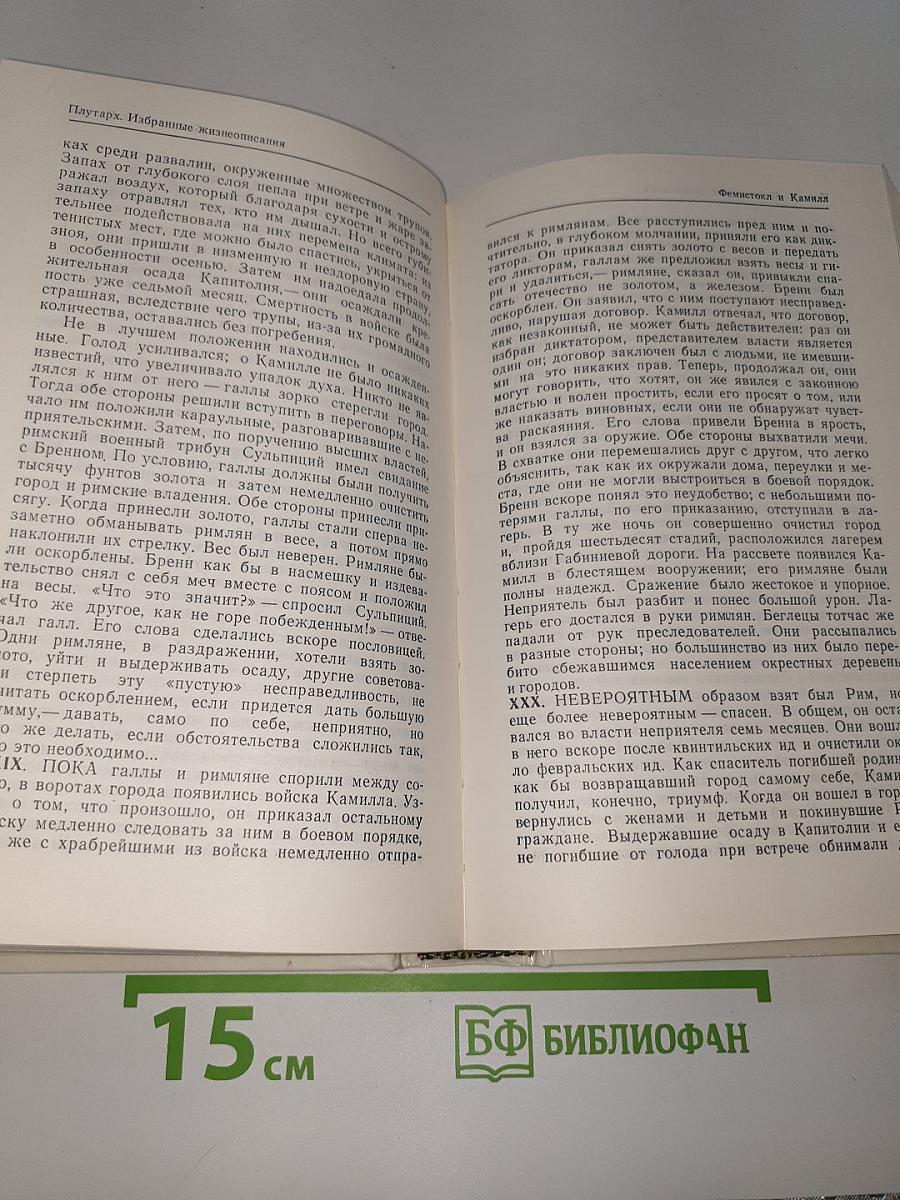 Плутарх. Избранные жизнеописания
ках среди развалин, окруженные множеством трупов.
Запах от глубокого слоя пепла при ветре и жаре за-
ражал воздух, который благодаря сухости и острому
запаху отравлял тех, кто им дышал. Но всего губи-
тельнее подействовала на них перемена климата: из
тенистых мест, где можно было спастись, укрыться от
зноя, они пришли в низменную и нездоровую страну,
в особенности осенью. Затем им надоедала продол-
жительная осада Капитолия,— они осаждали кре-
пость уже седьмой месяц. Смертность в войске была
страшная, вследствие чего трупы, из-за их громадного
количества, оставались без погребения.
Не в лучшем положении находились и осажден-
ные. Голод усиливался; о Камилле не было никаких
известий, что увеличивало упадок духа. Никто не яв-
лялся к ним от него — галлы зорко стерегли город.
Тогда обе стороны решили вступить в переговоры. На-
чало им положили караульные, разговаривавшие с не-
приятельскими. Затем, по поручению высших властей,
римский военный трибун Сульпиций имел свидание
с Бренном. По условию, галлы должны были получить
тысячу фунтов золота и затем немедленно очистить
город и римские владения. Обе стороны принесли при-
сягу. Когда принесли золото, галлы стали сперва не-
заметно обманывать римлян в весе, а потом прямо
наклонили их стрелку. Вес был неверен. Римляне бы-
ли оскорблены. Бренн как бы в насмешку и издева-
тельство снял с себя меч вместе с поясом и положил
на весы. «Что это значит?» — спросил Сульпиций.
«Что же другое, как не горе побежденным!» — отве-
чал галл. Его слова сделались вскоре пословицей.
Одни римляне, в раздражении, хотели взять зо-
лото, уйти и выдерживать осаду, другие советова-
и стерпеть эту «пустую» несправедливость, не
читать оскорблением, если придется дать большую
умму,— давать, само по себе, неприятно, но
о же делать, если обстоятельства сложились так,
о это необходимо...
IX. ПОКА галлы и римляне спорили между со-
о, в воротах города появились войска Камилла. Уз-
о том, что произошло, он приказал остальному
ску медленно следовать за ним в боевом порядке,
же с храбрейшими из войска немедленно отпра-
Фемистокл и Камилл
вился к римлянам. Все расступились пред ним и по-
чтительно, в глубоком молчании, приняли его как дик-
татора. Он приказал снять золото с весов и передать
его ликторам, галлам же предложил взять весы и ги-
ри и удалиться,— римляне, сказал он, привыкли спа-
сать отечество не золотом, а железом. Бренн был
оскорблен. Он заявил, что с ним поступают несправед-
ливо, нарушая договор. Камилл отвечал, что договор,
как незаконный, не может быть действителен: раз он
избран диктатором, представителем власти является
один он; договор заключен был с людьми, не имевши-
ми на это никаких прав. Теперь, продолжал он, они
могут говорить, что хотят, он же явился с законною
властью и волен простить, если его просят о том, или
же наказать виновных, если они не обнаружат чувст-
ва раскаяния. Его слова привели Бренна в ярость,
и он взялся за оружие. Обе стороны выхватили мечи.
В схватке они перемешались друг с другом, что легко
объяснить, так как их окружали дома, переулки и ме-
ста, где они не могли выстроиться в боевой порядок.
Бренн вскоре понял это неудобство; с небольшими по-
терями галлы, по его приказанию, отступили в ла-
герь. В ту же ночь он совершенно очистил город
и, пройдя шестьдесят стадий, расположился лагерем
вблизи Габиниевой дороги. На рассвете появился Ка-
милл в блестящем вооружении; его римляне были
полны надежд. Сражение было жестокое и упорное.
Неприятель был разбит и понес большой урон. Ла-
герь его достался в руки римлян. Беглецы тотчас же
падали от рук преследователей. Они рассыпались
в разные стороны; но большинство из них было пере-
бито сбежавшимся населением окрестных деревень
и городов.
XXX. НЕВЕРОЯТНЫМ образом взят был Рим, но
еще более невероятным — спасен. В общем, он оста
вался во власти неприятеля семь месяцев. Они вошл
в него вскоре после квинтильских ид и очистили ок
ло февральских ид. Как спаситель погибшей родин
как бы возвращавший город самому себе, Камил
получил, конечно, триумф. Когда он вошел в гор
вернулись с женами и детьми и покинувшие Р
граждане. Выдержавшие осаду в Капитолии и е
не погибшие от голода при встрече обнимали д
15 см
БФ БИБЛИОФАН